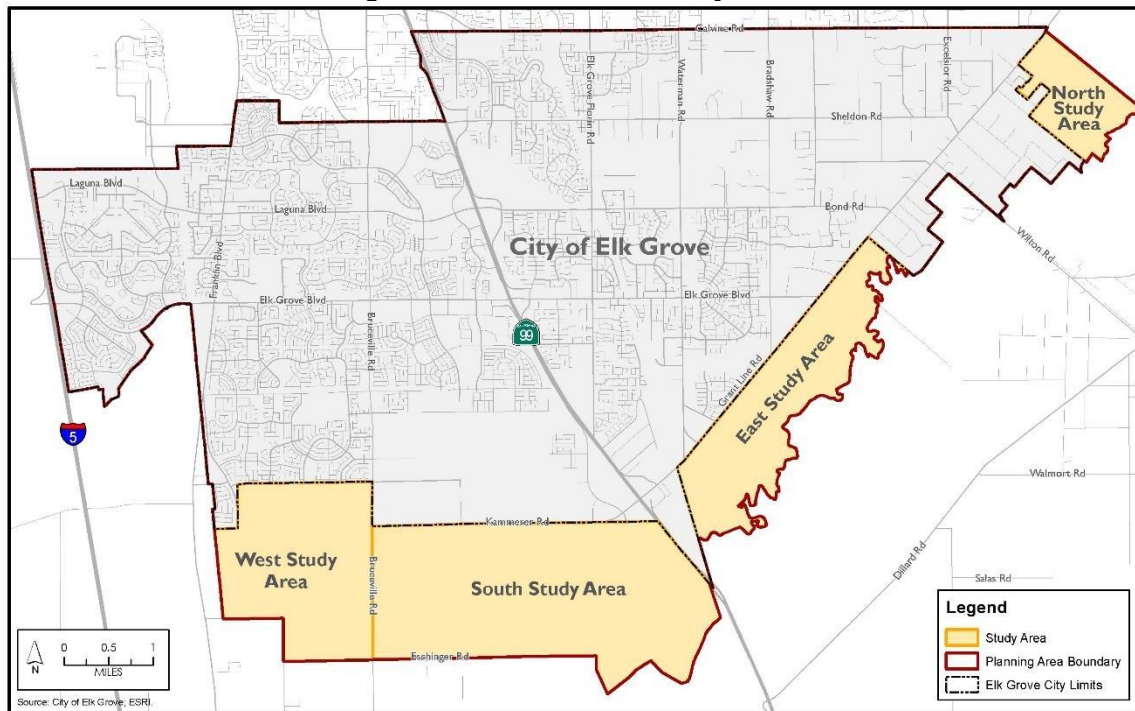 Calvine Rd
Elk Grove Florin Rd
Waterman Rd
Bradshaw Rd
Excelsior Rd
North
Study
Area
Sheldon Rd
Laguna Blvd
Laguna Blvd
Bond Rd
Wilton Rd
City of Elk Grove
Franklin Blvd
Elk Grove Blvd
Elk Grove Blvd
Bruceville Rd
99
Grant Line Rd
East Study Area
5
Walmort Rd
Kammerer Rd
West Study
Area
Bruceville Rd
South Study Area
Dillard Rd
Salas Rd
Eschinger Rd
Legend
Study Area
Planning Area Boundary
Elk Grove City Limits
N
0 0.5 1
MILES
Source: City of Elk Grove, ESRI.